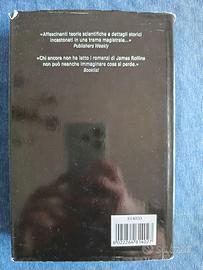 «Affascinanti teorie scientifiche e dettagli storici
incastonati in una trama magistrale...»
Publishers Weekly
«Chi ancora non ha letto i romanzi di James Rollins
non può neanche immaginare cosa si perde.»
Booklist